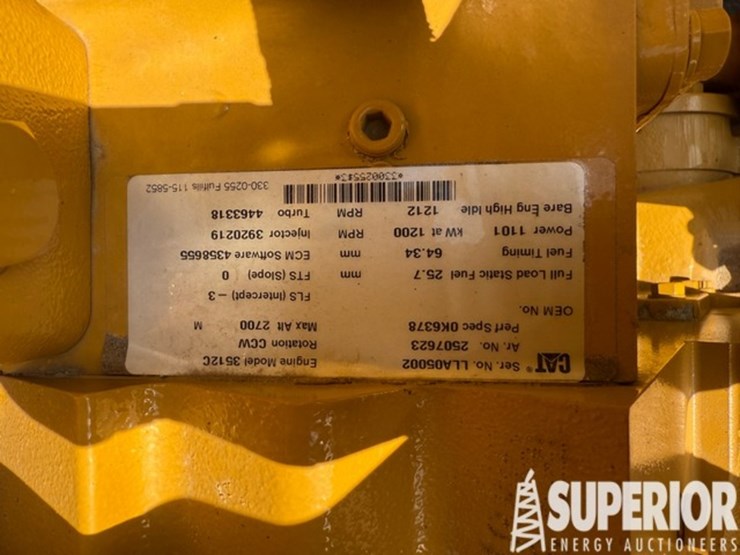 CAT® Ser. No. LLA05002 Engine Model 3512C
Ar. No. 2507623 Rotation CCW
Perf Spec 0K6378 Max Alt 2700 M
OEM No.
FLS (Intercept) – 3
Full Load Static Fuel 25.7 mm FTS (Slope) 0
Fuel Timing 64.34 mm ECM Software 4358655
Power 1101 kW at 1200 RPM Injector 3920219
Bare Eng High Idle 1212 RPM Turbo 4463318
*3300255#3*
330-0255 Fulfills 115-5852
SUPERIOR
ENERGY AUCTIONEERS